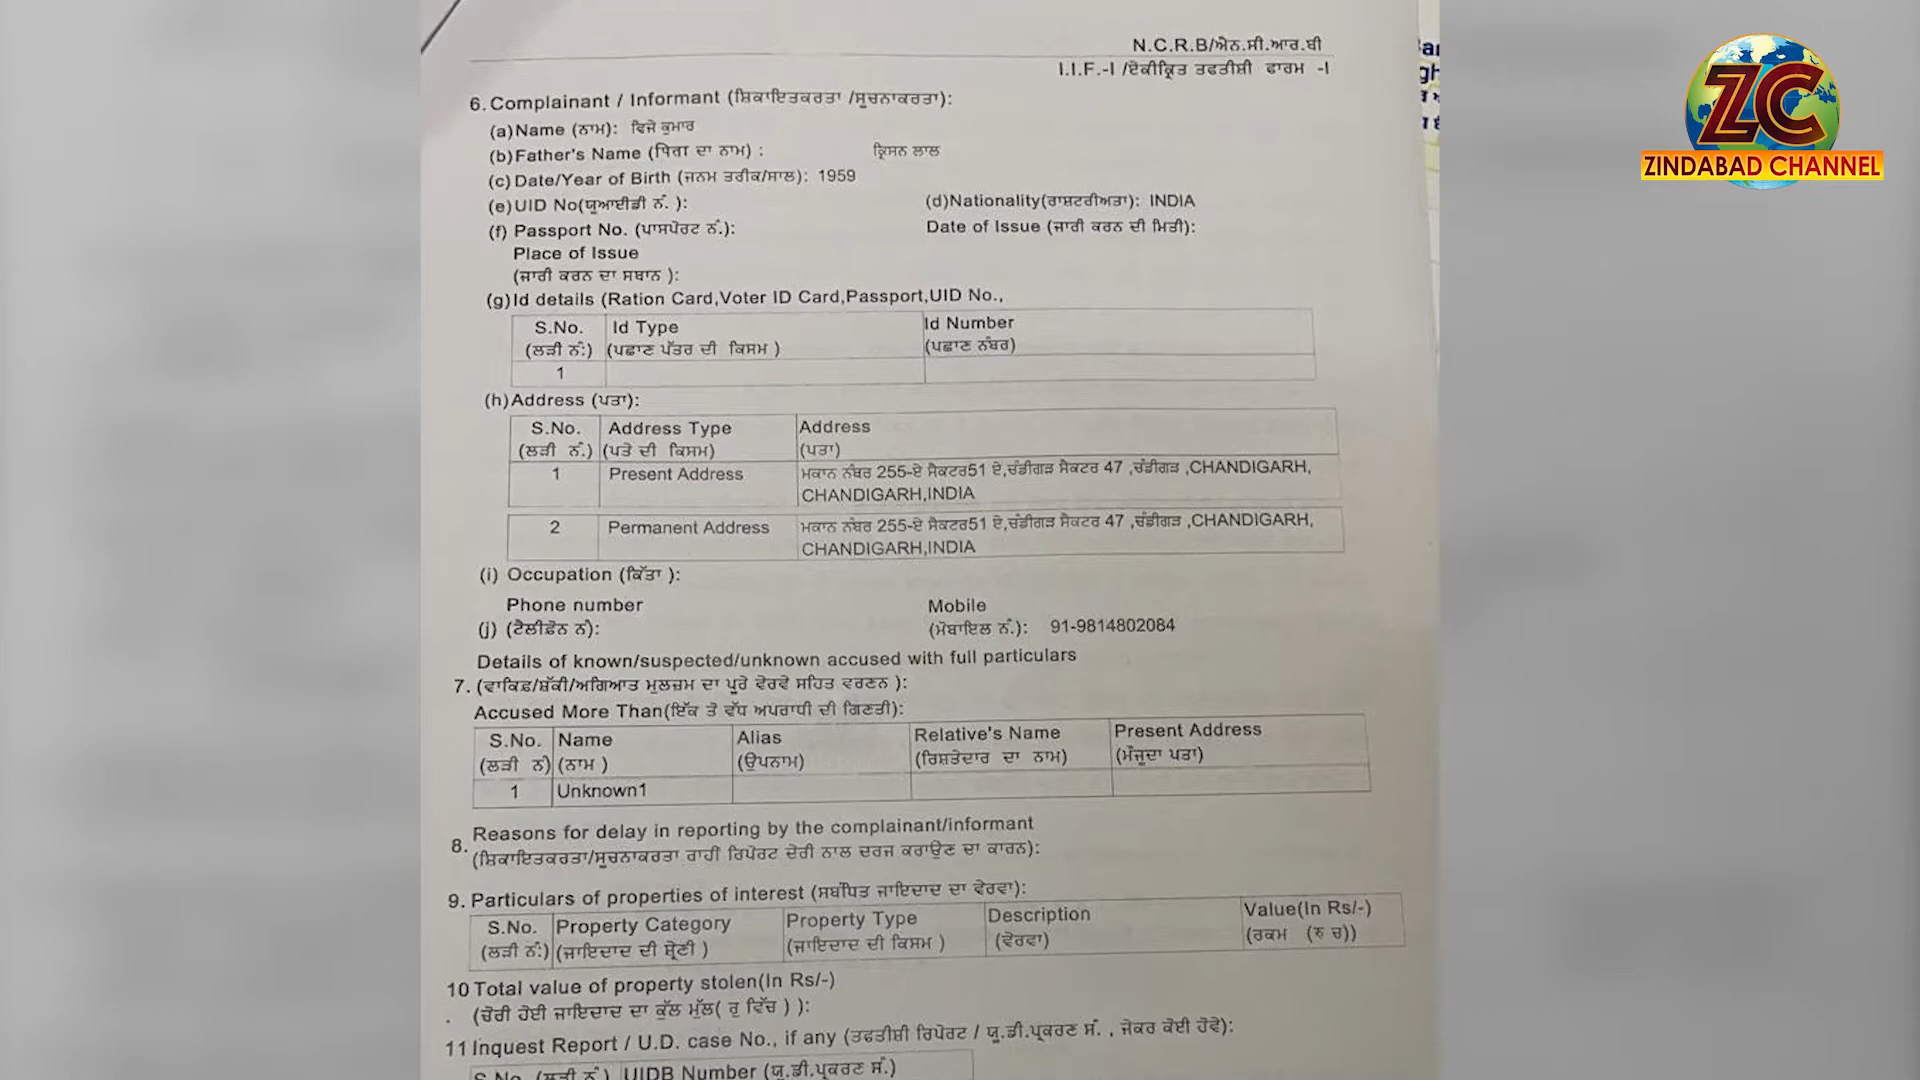 N.C.R.B/ਐਨ.ਸੀ.ਆਰ.ਬੀ
I.I.F.-I /ਏਕੀਕ੍ਰਿਤ ਤਫਤੀਸ਼ੀ ਫਾਰਮ -I
ZC
ZINDABAD CHANNEL
6. Complainant / Informant (ਸ਼ਿਕਾਇਤਕਰਤਾ /ਸੂਚਨਾਕਰਤਾ):
(a) Name (ਨਾਮ): ਵਿਜੇ ਕੁਮਾਰ
(b) Father's Name (ਪਿਤਾ ਦਾ ਨਾਮ) : ਕ੍ਰਿਸਨ ਲਾਲ
(c) Date/Year of Birth (ਜਨਮ ਤਰੀਕ/ਸਾਲ): 1959
(e) UID No(ਯੂਆਈਡੀ ਨੰ. ): (d)Nationality(ਰਾਸ਼ਟਰੀਅਤਾ): INDIA
(f) Passport No. (ਪਾਸਪੋਰਟ ਨੰ.): Date of Issue (ਜਾਰੀ ਕਰਨ ਦੀ ਮਿਤੀ):
Place of Issue
(ਜਾਰੀ ਕਰਨ ਦਾ ਸਥਾਨ ):
(g) Id details (Ration Card,Voter ID Card,Passport,UID No.,
S.No. Id Type Id Number
(ਲੜੀ ਨੰ:) (ਪਛਾਣ ਪੱਤਰ ਦੀ ਕਿਸਮ ) (ਪਛਾਣ ਨੰਬਰ)
1
(h) Address (ਪਤਾ):
S.No. Address Type Address
(ਲੜੀ ਨੰ.) (ਪਤੇ ਦੀ ਕਿਸਮ) (ਪਤਾ)
1 Present Address ਮਕਾਨ ਨੰਬਰ 255-ਏ ਸੈਕਟਰ51 ਏ,ਚੰਡੀਗੜ ਸੈਕਟਰ 47 ,ਚੰਡੀਗੜ ,CHANDIGARH,
CHANDIGARH,INDIA
2 Permanent Address ਮਕਾਨ ਨੰਬਰ 255-ਏ ਸੈਕਟਰ51 ਏ,ਚੰਡੀਗੜ ਸੈਕਟਰ 47 ,ਚੰਡੀਗੜ ,CHANDIGARH,
CHANDIGARH,INDIA
(i) Occupation (ਕਿੱਤਾ ):
Phone number Mobile
(j) (ਟੈਲੀਫ਼ੋਨ ਨੰ): (ਮੋਬਾਇਲ ਨੰ.): 91-9814802084
Details of known/suspected/unknown accused with full particulars
7. (ਵਾਕਿਫ਼/ਸ਼ੱਕੀ/ਅਗਿਆਤ ਮੁਲਜ਼ਮ ਦਾ ਪੂਰੇ ਵੇਰਵੇ ਸਹਿਤ ਵਰਣਨ ):
Accused More Than(ਇੱਕ ਤੋਂ ਵੱਧ ਅਪਰਾਧੀ ਦੀ ਗਿਣਤੀ):
S.No. Name Alias Relative's Name Present Address
(ਲੜੀ ਨੰ) (ਨਾਮ ) (ਉਪਨਾਮ) (ਰਿਸ਼ਤੇਦਾਰ ਦਾ ਨਾਮ) (ਮੌਜੂਦਾ ਪਤਾ)
1 Unknown1
8. Reasons for delay in reporting by the complainant/informant
(ਸ਼ਿਕਾਇਤਕਰਤਾ/ਸੂਚਨਾਕਰਤਾ ਰਾਹੀਂ ਰਿਪੋਰਟ ਦੇਰੀ ਨਾਲ ਦਰਜ ਕਰਾਉਣ ਦਾ ਕਾਰਨ):
9. Particulars of properties of interest (ਸਬੰਧਿਤ ਜਾਇਦਾਦ ਦਾ ਵੇਰਵਾ):
S.No. Property Category Property Type Description Value(In Rs/-)
(ਲੜੀ ਨੰ:) (ਜਾਇਦਾਦ ਦੀ ਸ਼੍ਰੇਣੀ ) (ਜਾਇਦਾਦ ਦੀ ਕਿਸਮ ) (ਵੇਰਵਾ) (ਰਕਮ (ਰੁ ਚ))
10 Total value of property stolen(In Rs/-)
. (ਚੋਰੀ ਹੋਈ ਜਾਇਦਾਦ ਦਾ ਕੁੱਲ ਮੁੱਲ( ਰੁ ਵਿੱਚ ) ):
11 Inquest Report / U.D. case No., if any (ਤਫਤੀਸ਼ੀ ਰਿਪੋਰਟ / ਯੂ.ਡੀ.ਪ੍ਰਕਰਣ ਸੰ. , ਜੇਕਰ ਕੋਈ ਹੋਵੇ):
S.No. (ਲੜੀ ਨੰ.) UIDB Number (ਯੂ.ਡੀ.ਪ੍ਰਕਰਣ ਸੰ.)